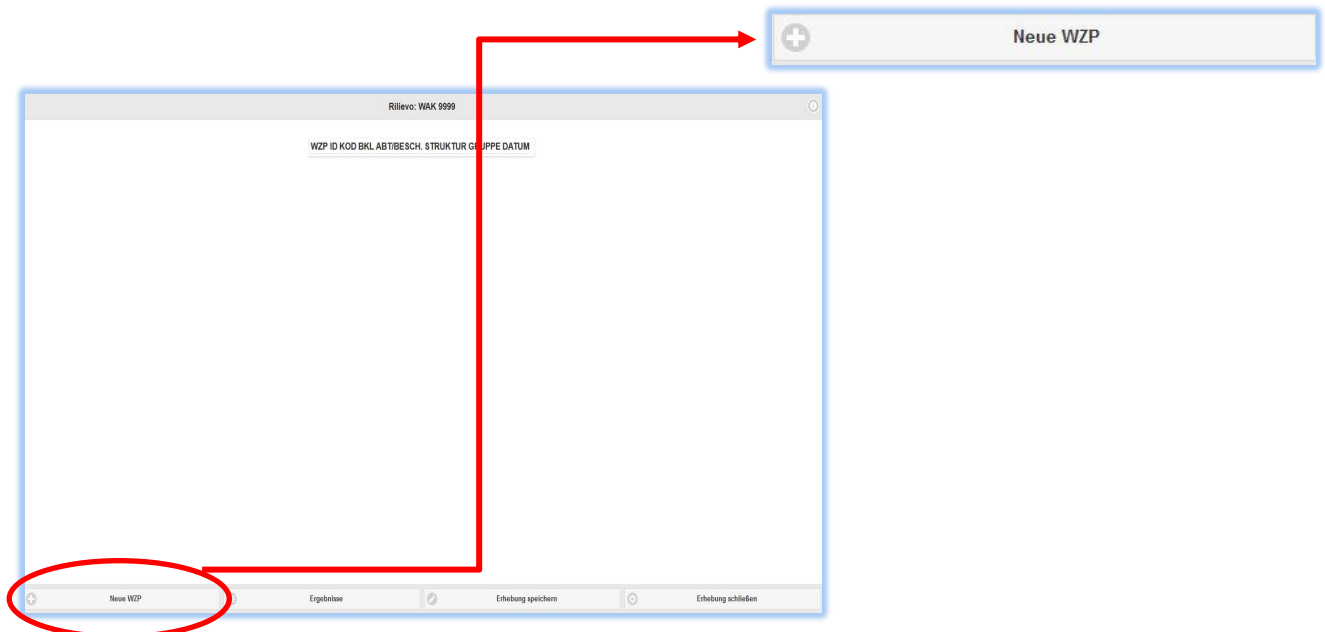 Neue WZP
Rilievo: WAK 9999
WZP ID KOD BKL ABT/BESCH. STRUKTUR GRUPPE DATUM
Neue WZP
Ergebnisse
Erhebung speichern
Erhebung schließen